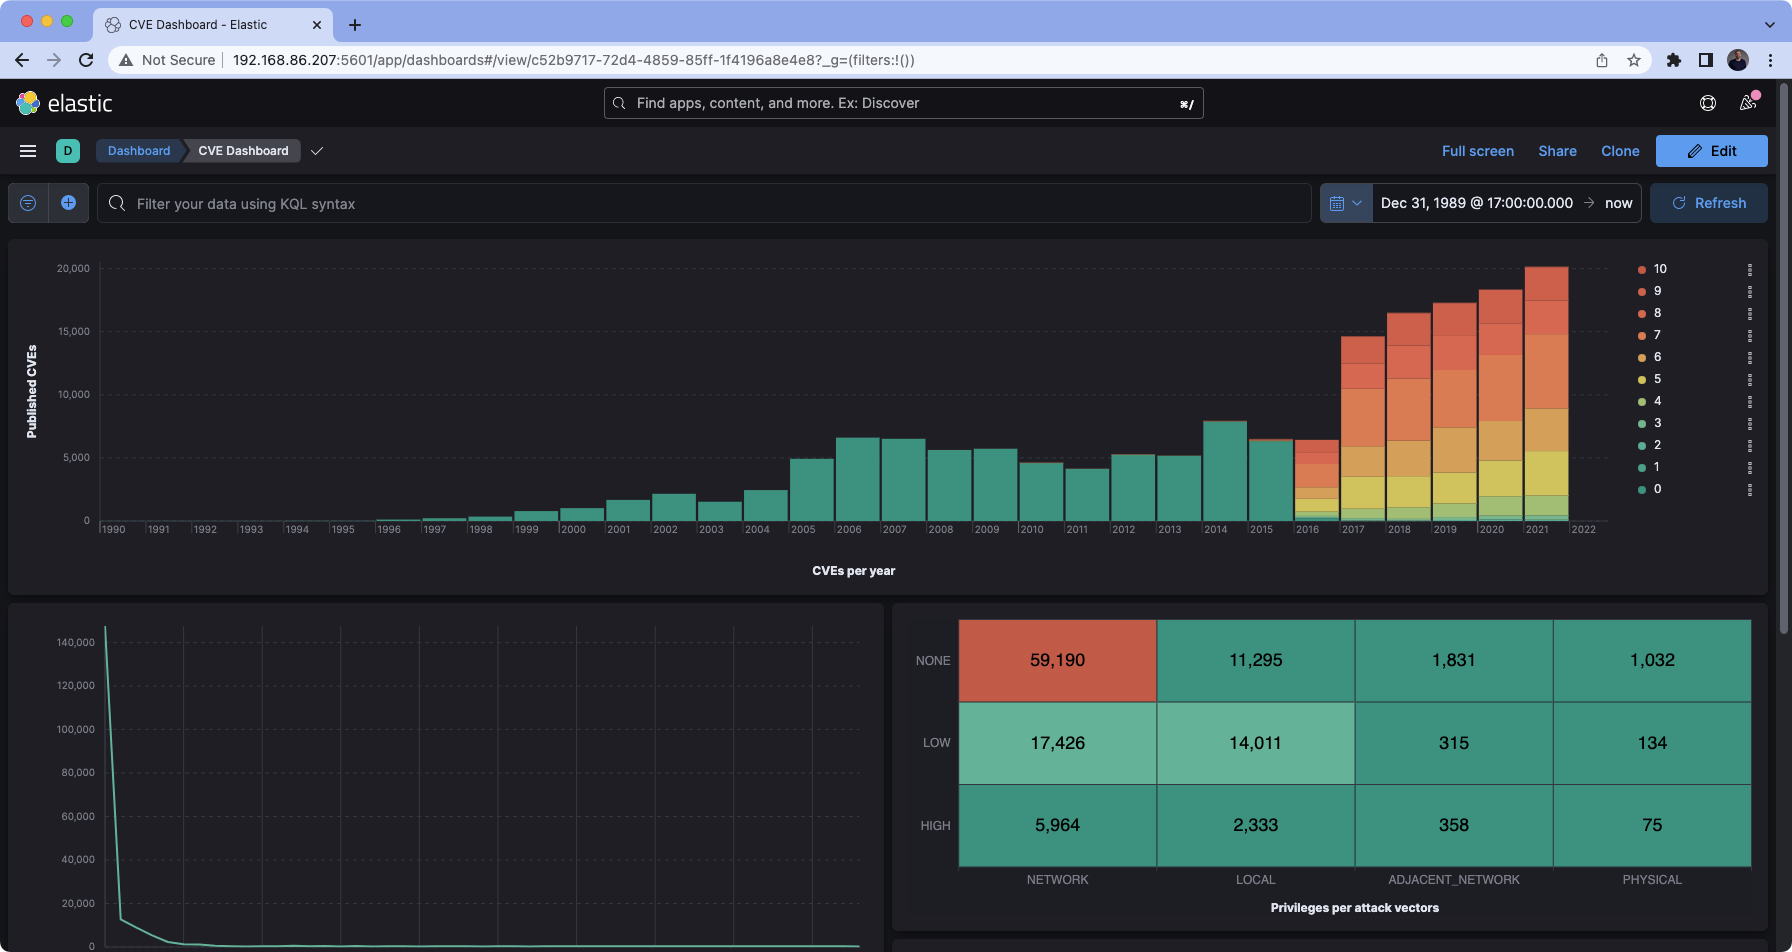 CVE Dashboard - Elastic
Not Secure 192.168.86.207:5601/app/dashboards#/view/c52b9717-72d4-4859-85ff-1f4196a8e4e8?_g=(filters:!())
elastic
Find apps, content, and more. Ex: Discover
⌘/
D
Dashboard
CVE Dashboard
Full screen
Share
Clone
Edit
Filter your data using KQL syntax
Dec 31, 1989 @ 17:00:00.000 → now
Refresh
Published CVEs
20,000
15,000
10,000
5,000
0
1990 1991 1992 1993 1994 1995 1996 1997 1998 1999 2000 2001 2002 2003 2004 2005 2006 2007 2008 2009 2010 2011 2012 2013 2014 2015 2016 2017 2018 2019 2020 2021 2022
CVEs per year
10
9
8
7
6
5
4
3
2
1
0
140,000
120,000
100,000
80,000
60,000
40,000
20,000
0
NONE 59,190 11,295 1,831 1,032
LOW 17,426 14,011 315 134
HIGH 5,964 2,333 358 75
NETWORK LOCAL ADJACENT_NETWORK PHYSICAL
Privileges per attack vectors